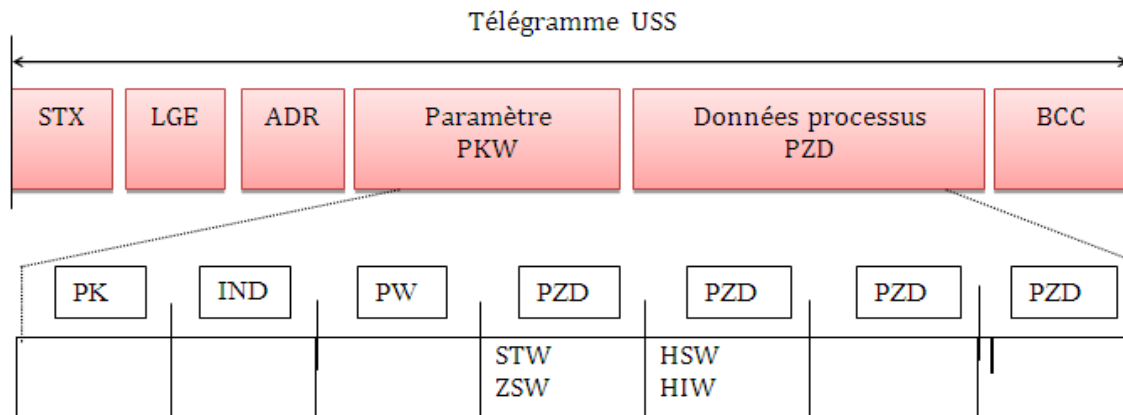 Télégramme USS
STX LGE ADR Paramètre Données processus BCC
PKW PZD
PK IND PW PZD PZD PZD PZD
STW HSW
ZSW HIW